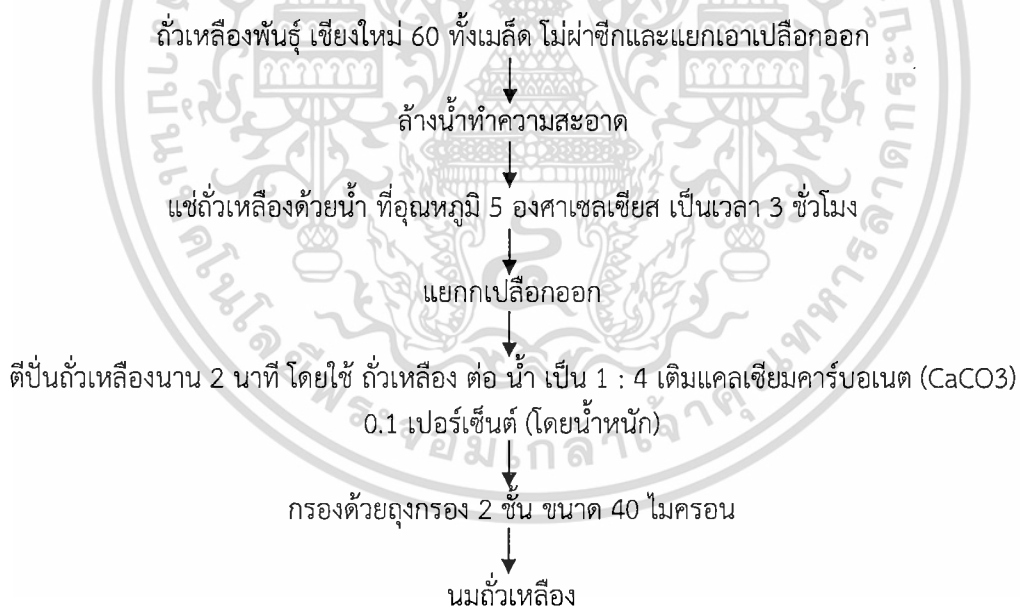 ถั่วเหลืองพันธุ์ เชียงใหม่ 60 ทั้งเมล็ด โม่ผ่าซีกและแยกเอาเปลือกออก
ล้างน้ำทำความสะอาด
แช่ถั่วเหลืองด้วยน้ำ ที่อุณหภูมิ 5 องศาเซลเซียส เป็นเวลา 3 ชั่วโมง
แยกกเปลือกออก
ตีปั่นถั่วเหลืองนาน 2 นาที โดยใช้ ถั่วเหลือง ต่อ น้ำ เป็น 1 : 4 เติมแคลเซียมคาร์บอเนต (CaCO3)
0.1 เปอร์เซ็นต์ (โดยน้ำหนัก)
กรองด้วยถุงกรอง 2 ชั้น ขนาด 40 ไมครอน
นมถั่วเหลือง